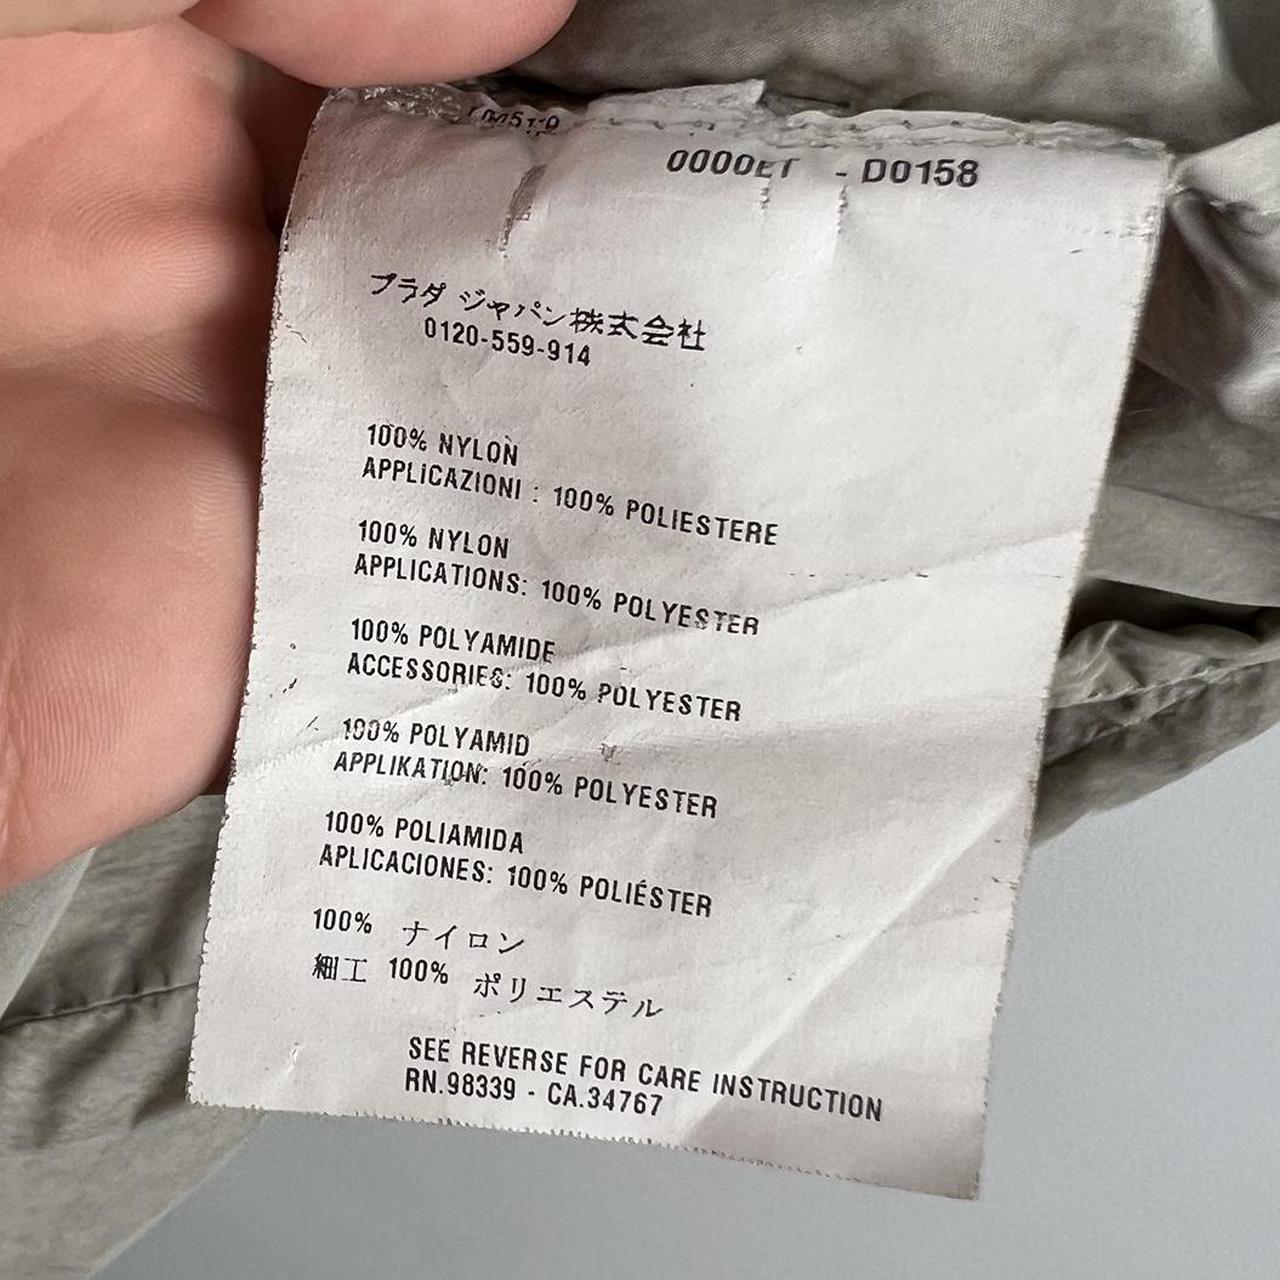 - D0158
プラダ ジャパン株式会社
0120-559-914
100% NYLON
APPLICAZIONI : 100% POLIESTERE
100% NYLON
APPLICATIONS: 100% POLYESTER
100% POLYAMIDE
ACCESSORIES: 100% POLYESTER
100% POLYAMID
APPLIKATION: 100% POLYESTER
100% POLIAMIDA
APLICACIONES: 100% POLIÉSTER
100% ナイロン
細工 100% ポリエステル
SEE REVERSE FOR CARE INSTRUCTION
RN.98339 - CA.34767